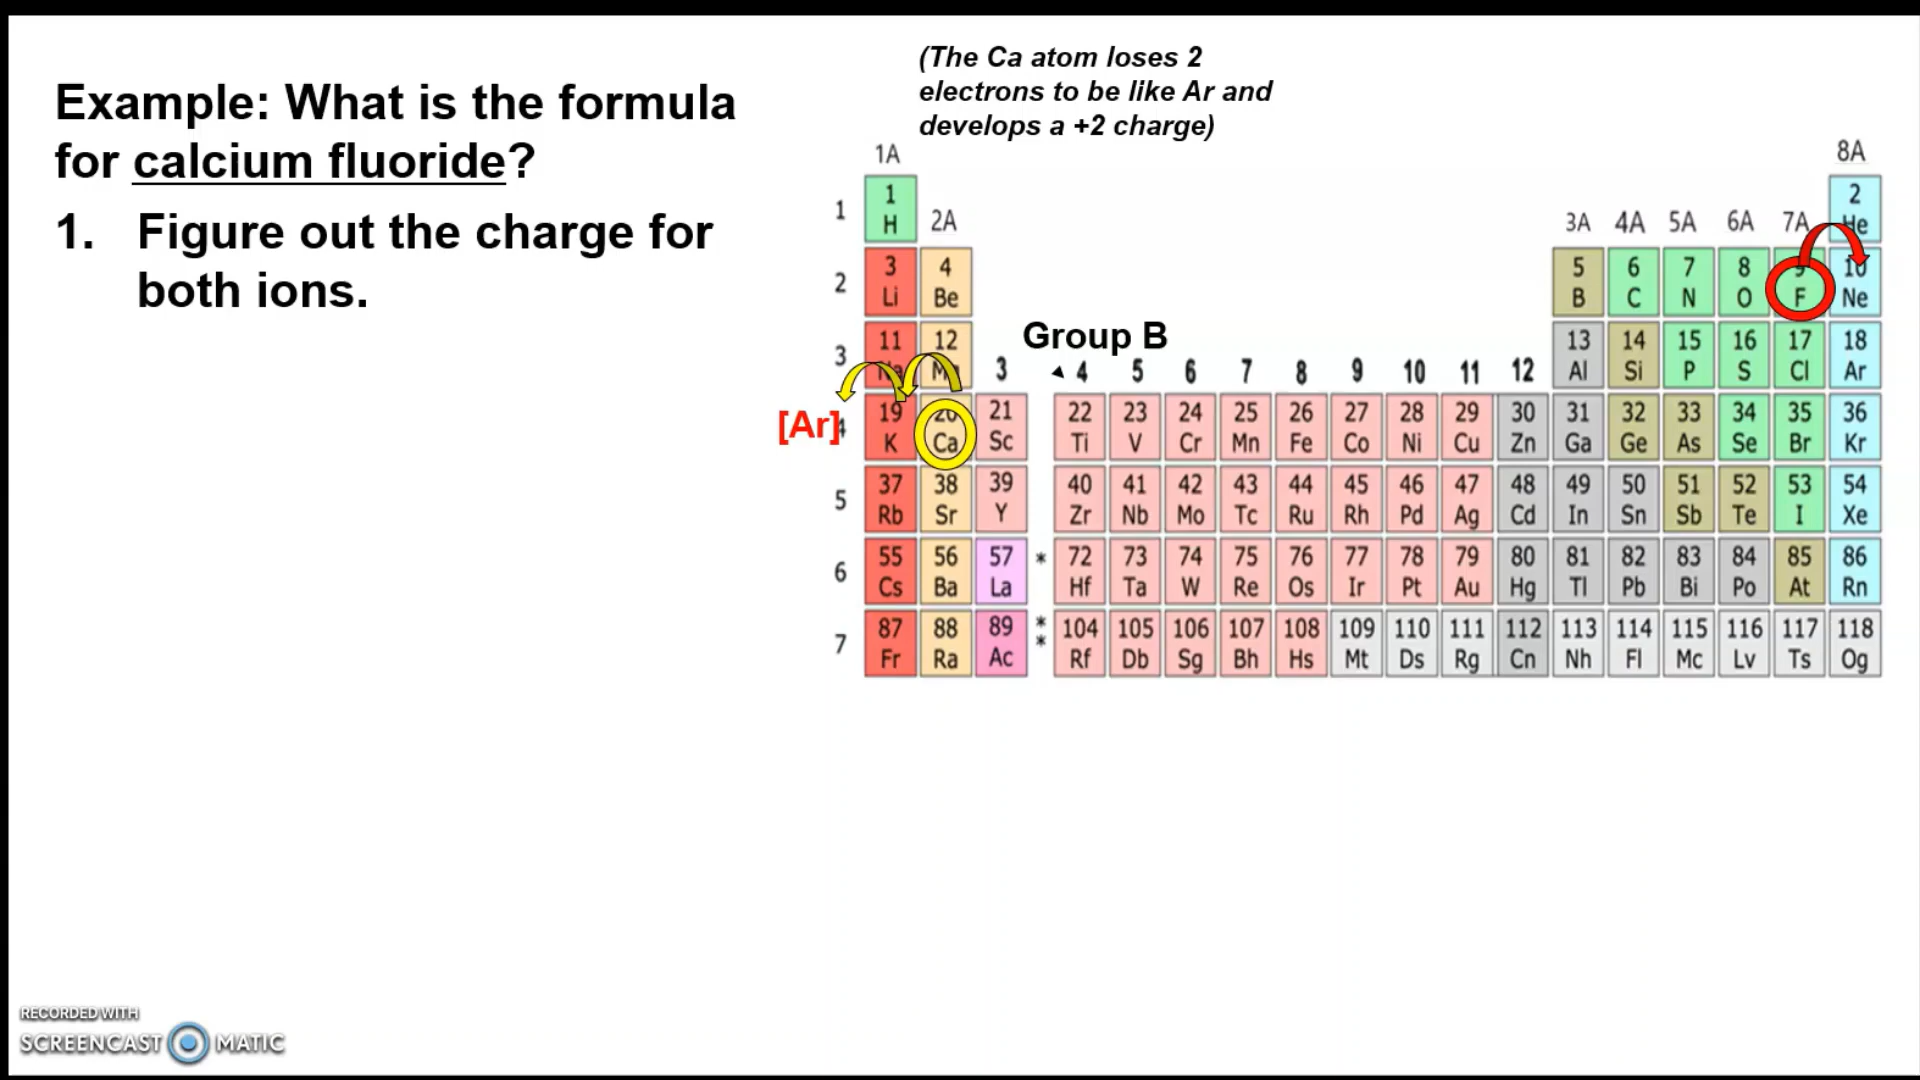 (The Ca atom loses 2
electrons to be like Ar and
develops a +2 charge)
Example: What is the formula
for calcium fluoride?
1. Figure out the charge for
both ions.
1A 8A
1 1 2
H He
2A 3A 4A 5A 6A 7A
2 3 4 5 6 7 8 9 10
Li Be B C N O F Ne
Group B
3 11 12 3 4 5 6 7 8 9 10 11 12 13 14 15 16 17 18
Na Mg Al Si P S Cl Ar
[Ar] 4 19 20 21 22 23 24 25 26 27 28 29 30 31 32 33 34 35 36
K Ca Sc Ti V Cr Mn Fe Co Ni Cu Zn Ga Ge As Se Br Kr
5 37 38 39 40 41 42 43 44 45 46 47 48 49 50 51 52 53 54
Rb Sr Y Zr Nb Mo Tc Ru Rh Pd Ag Cd In Sn Sb Te I Xe
6 55 56 57 * 72 73 74 75 76 77 78 79 80 81 82 83 84 85 86
Cs Ba La Hf Ta W Re Os Ir Pt Au Hg Tl Pb Bi Po At Rn
7 87 88 89 ** 104 105 106 107 108 109 110 111 112 113 114 115 116 117 118
Fr Ra Ac Rf Db Sg Bh Hs Mt Ds Rg Cn Nh Fl Mc Lv Ts Og
RECORDED WITH
SCREENCAST MATIC